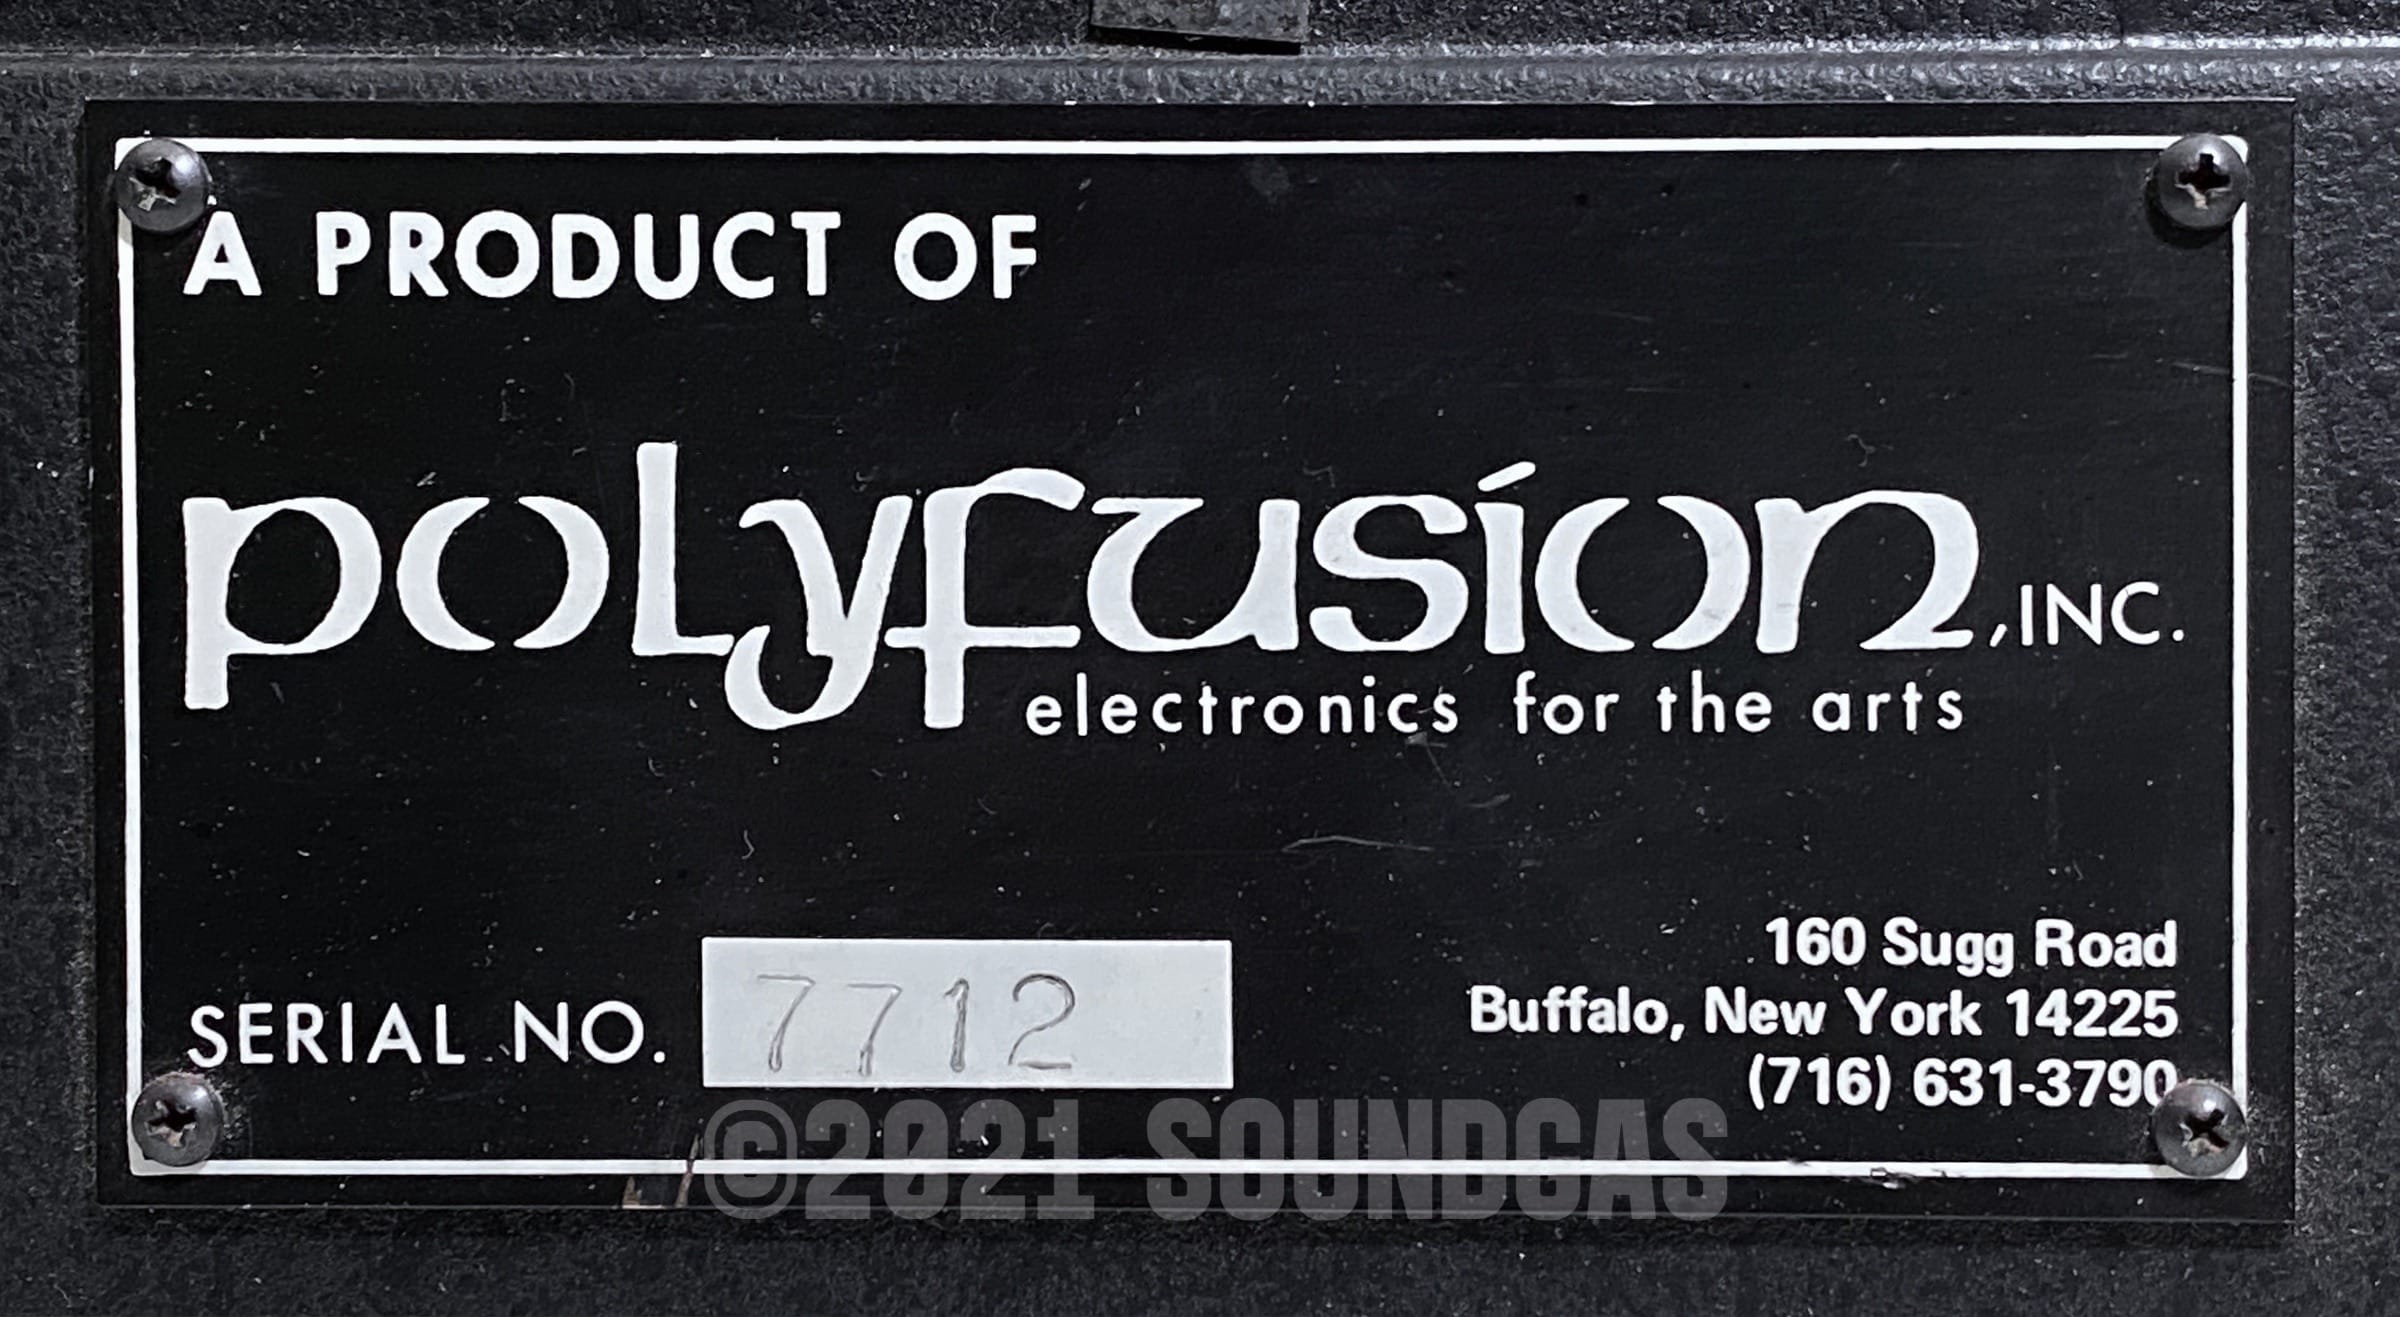 A PRODUCT OF
polyfusion, INC.
electronics for the arts
160 Sugg Road
Buffalo, New York 14225
(716) 631-3790
SERIAL NO. 7712
©2021 SOUNDGAS